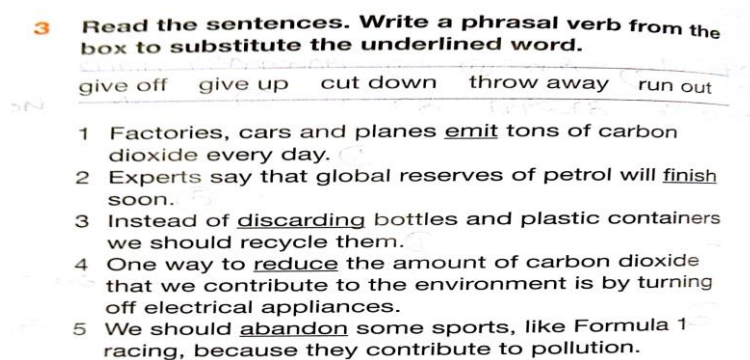 3 Read the sentences. Write a phrasal verb from the
box to substitute the underlined word.
give off give up cut down throw away run out
1 Factories, cars and planes emit tons of carbon
dioxide every day.
2 Experts say that global reserves of petrol will finish
soon.
3 Instead of discarding bottles and plastic containers
we should recycle them.
4 One way to reduce the amount of carbon dioxide
that we contribute to the environment is by turning
off electrical appliances.
5 We should abandon some sports, like Formula 1
racing, because they contribute to pollution.